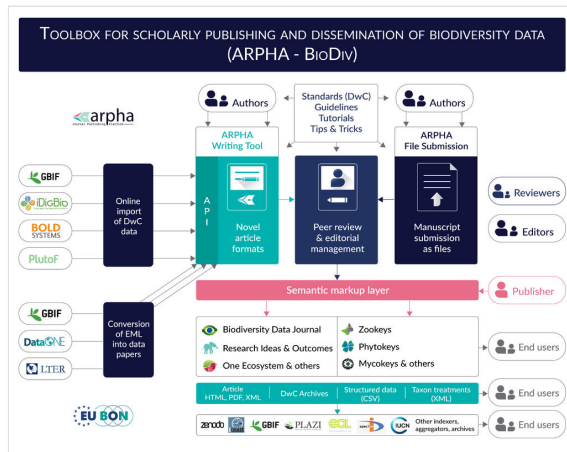 TOOLBOX FOR SCHOLARLY PUBLISHING AND DISSEMINATION OF BIODIVERSITY DATA
(ARPHA - BIODIV)
arpha
Authors
Standards (DwC)
Guidelines
Tutorials
Tips & Tricks
Authors
ARPHA
Writing Tool
ARPHA
File Submission
GBIF
iDigBio
BOLD
SYSTEMS
PlutoF
Online
import
of DwC
data
API
Novel
article
formats
Peer review
& editorial
management
Manuscript
submission
as files
Reviewers
Editors
Semantic markup layer
Publisher
GBIF
DataONE
LTER
Conversion
of EML
into data
papers
Biodiversity Data Journal
Research Ideas & Outcomes
One Ecosystem & others
Zookeys
Phytokeys
Mycokeys & others
End users
Article
HTML, PDF, XML
DwC Archives
Structured data
(CSV)
Taxon treatments
(XML)
End users
EU BON
zenodo
GBIF
PLAZI
eol
IUCN
Other indexers,
aggregators, archives
End users